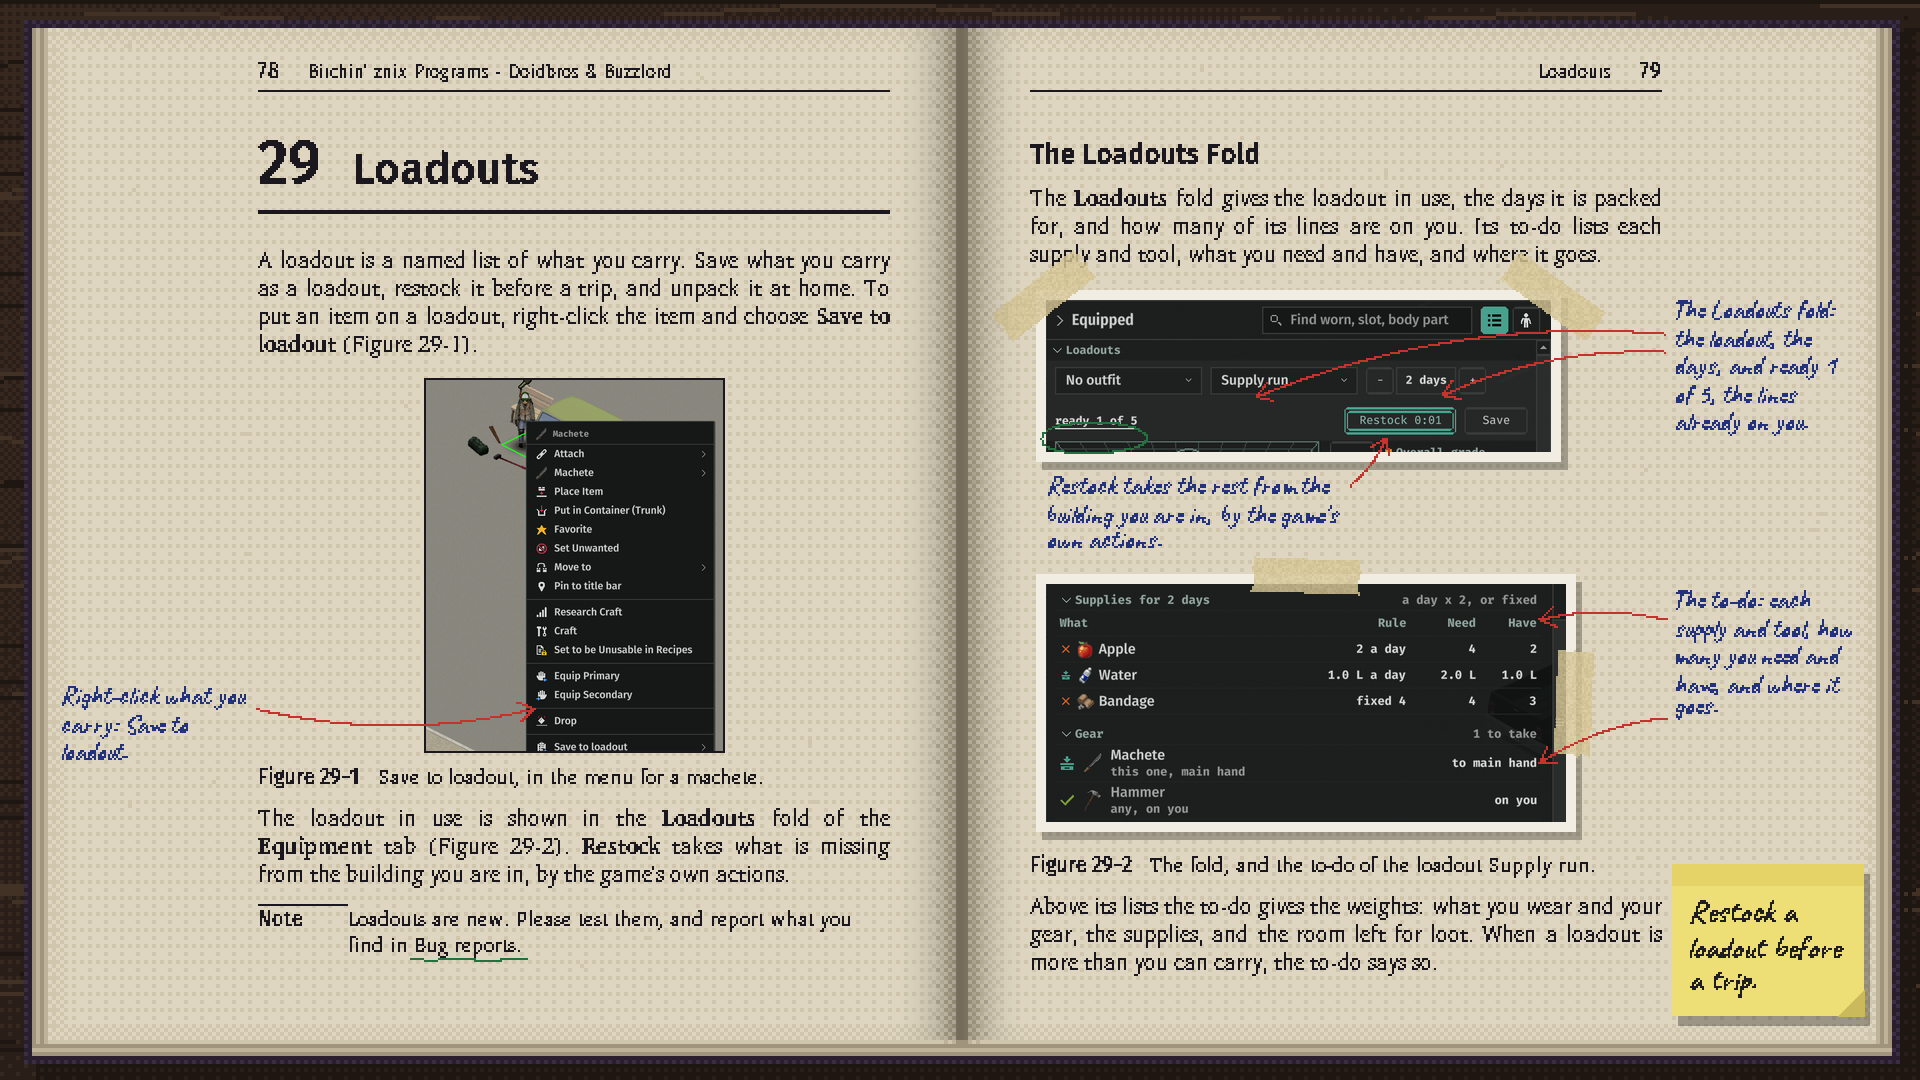 78 Birchin' znix Programs - Doidbros & Buzzlord
29 Loadouts
A loadout is a named list of what you carry. Save what you carry
as a loadout, restock it before a trip, and unpack it at home. To
put an item on a loadout, right-click the item and choose Save to
loadout (Figure 29-1).
Machete
Attach
Machete
Place Item
Put in Container (Trunk)
Favorite
Set Unwanted
Move to
Pin to title bar
Research Craft
Craft
Set to be Unusable in Recipes
Equip Primary
Equip Secondary
Drop
Save to loadout
Right-click what you
carry: Save to
loadout.
Figure 29-1 Save to loadout, in the menu for a machete.
The loadout in use is shown in the Loadouts fold of the
Equipment tab (Figure 29-2). Restock takes what is missing
from the building you are in, by the game's own actions.
Note Loadouts are new. Please test them, and report what you
find in Bug reports.
Loadouts 79
The Loadouts Fold
The Loadouts fold gives the loadout in use, the days it is packed
for, and how many of its lines are on you. Its to-do lists each
supply and tool, what you need and have, and where it goes.
Equipped Find worn, slot, body part
Loadouts
No outfit Supply run - 2 days +
ready 1 of 5 Restock 0:01 Save
Overall grade
The Loadouts fold:
the loadout, the
days, and ready 1
of 5, the lines
already on you.
Restock takes the rest from the
building you are in, by the game's
own actions.
Supplies for 2 days a day x 2, or fixed
What Rule Need Have
Apple 2 a day 4 2
Water 1.0 L a day 2.0 L 1.0 L
Bandage fixed 4 4 3
Gear 1 to take
Machete
this one, main hand to main hand
Hammer
any, on you on you
The to-do: each
supply and tool, how
many you need and
have, and where it
goes.
Figure 29-2 The fold, and the to-do of the loadout Supply run.
Above its lists the to-do gives the weights: what you wear and your
gear, the supplies, and the room left for loot. When a loadout is
more than you can carry, the to-do says so.
Restock a
loadout before
a trip.